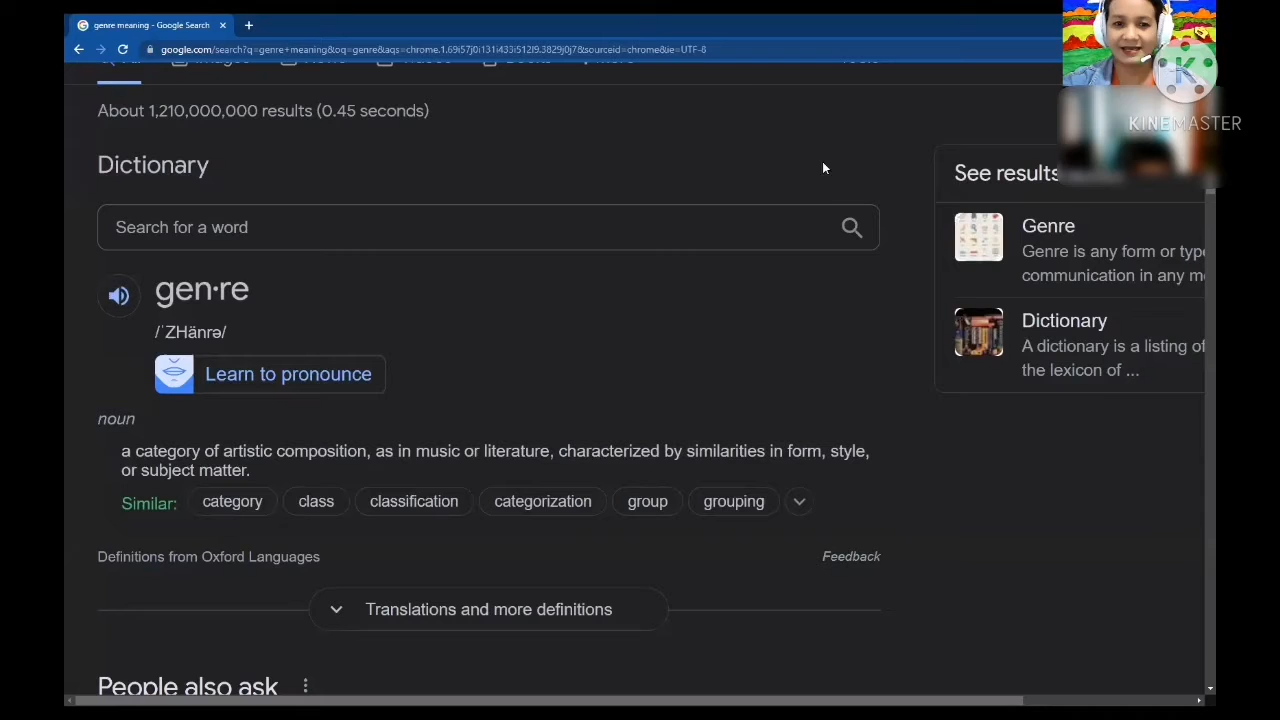 genre meaning - Google Search
google.com/search?q=genre+meaning&oq=genre&aqs=chrome.1.69i57j0i131i433i512l9.3829j0j7&sourceid=chrome&ie=UTF-8
About 1,210,000,000 results (0.45 seconds)
Dictionary
Search for a word
gen·re
/ˈZHänrə/
Learn to pronounce
noun
a category of artistic composition, as in music or literature, characterized by similarities in form, style,
or subject matter.
Similar: category class classification categorization group grouping
Definitions from Oxford Languages
Feedback
Translations and more definitions
People also ask
See results
Genre
Genre is any form or type
communication in any m
Dictionary
A dictionary is a listing of
the lexicon of ...
K
KINEMASTER